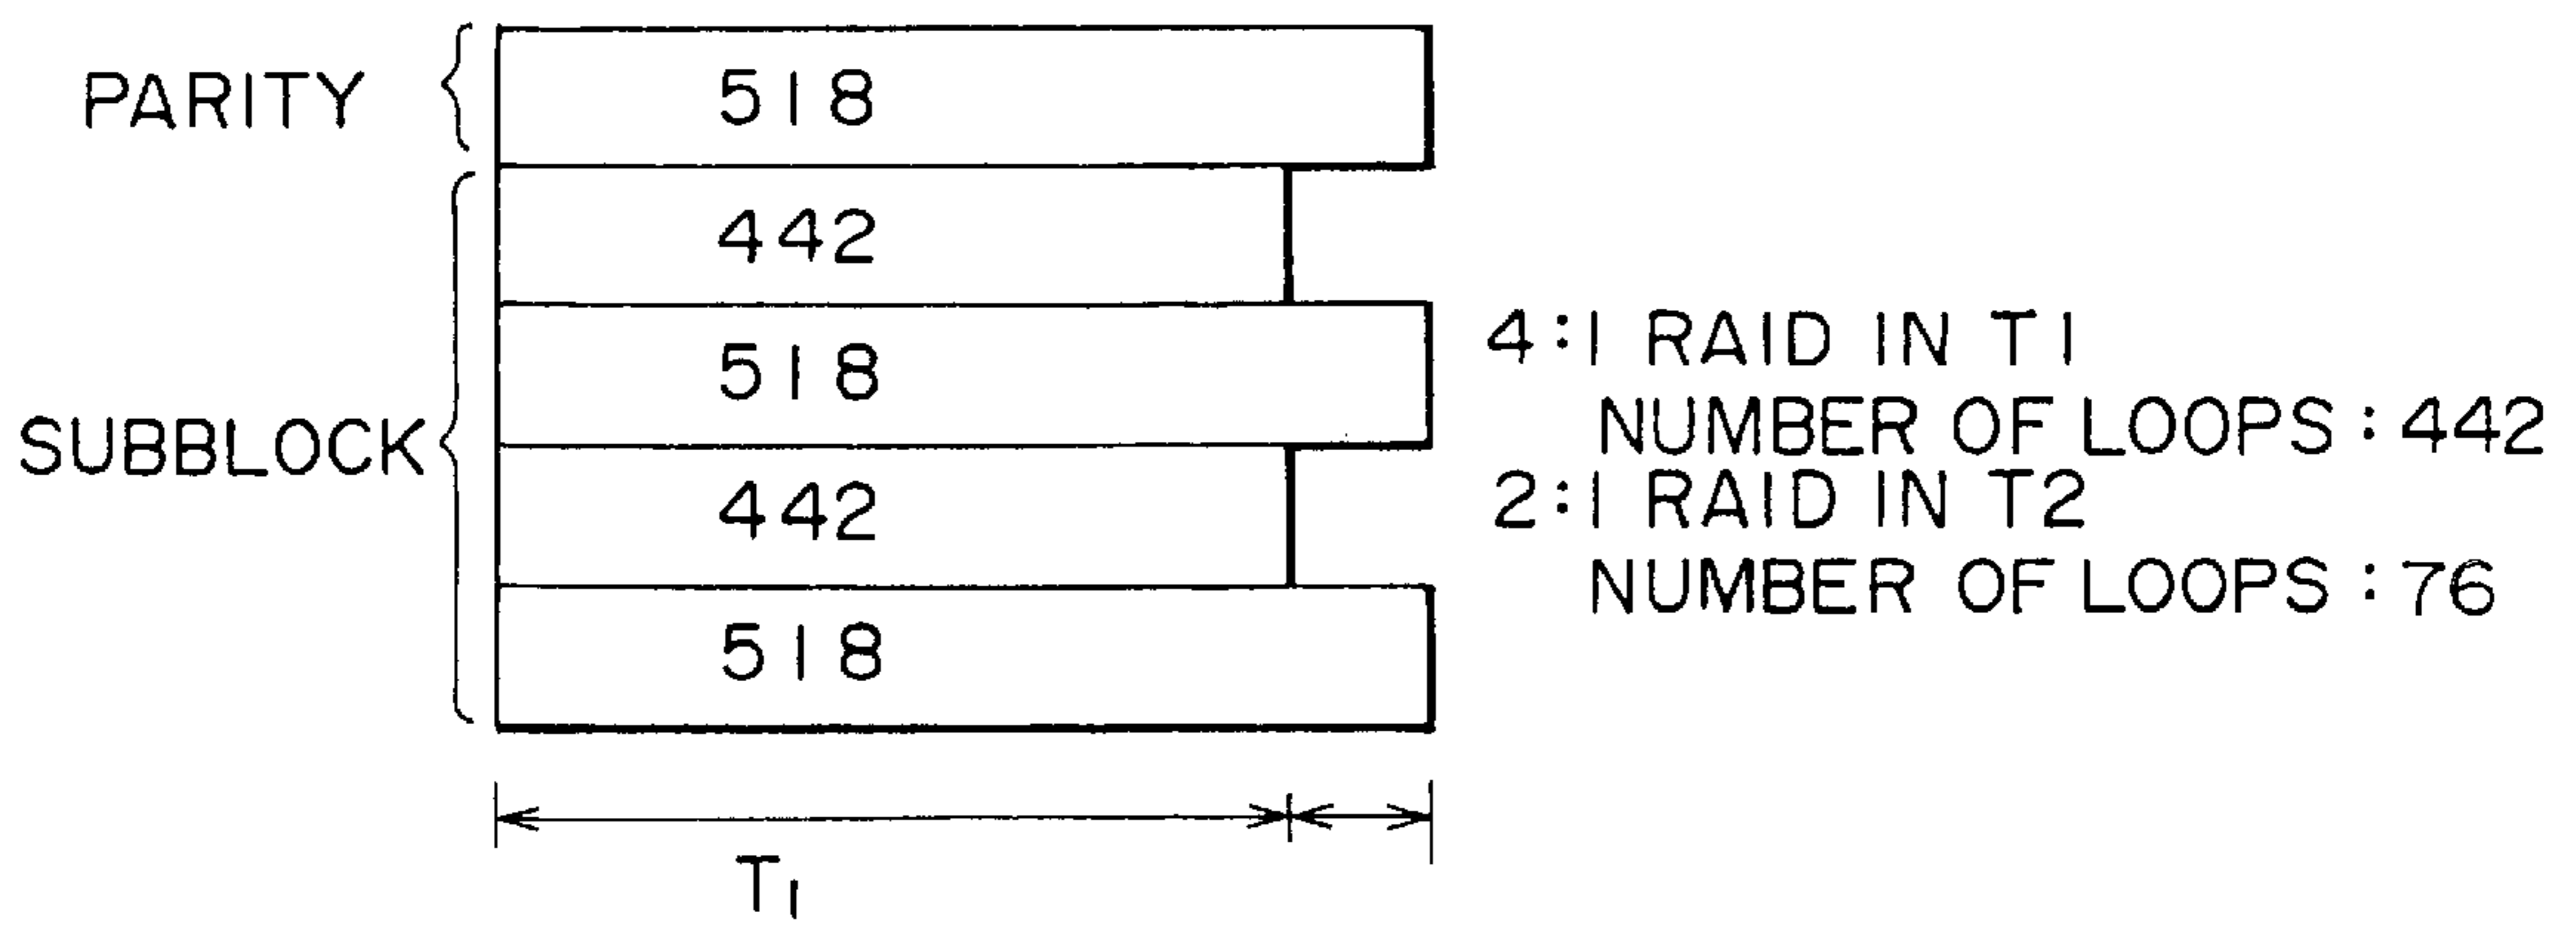 PARITY
518
442
518
442
518
SUBBLOCK
4:1 RAID IN T1
NUMBER OF LOOPS:442
2:1 RAID IN T2
NUMBER OF LOOPS:76
T1